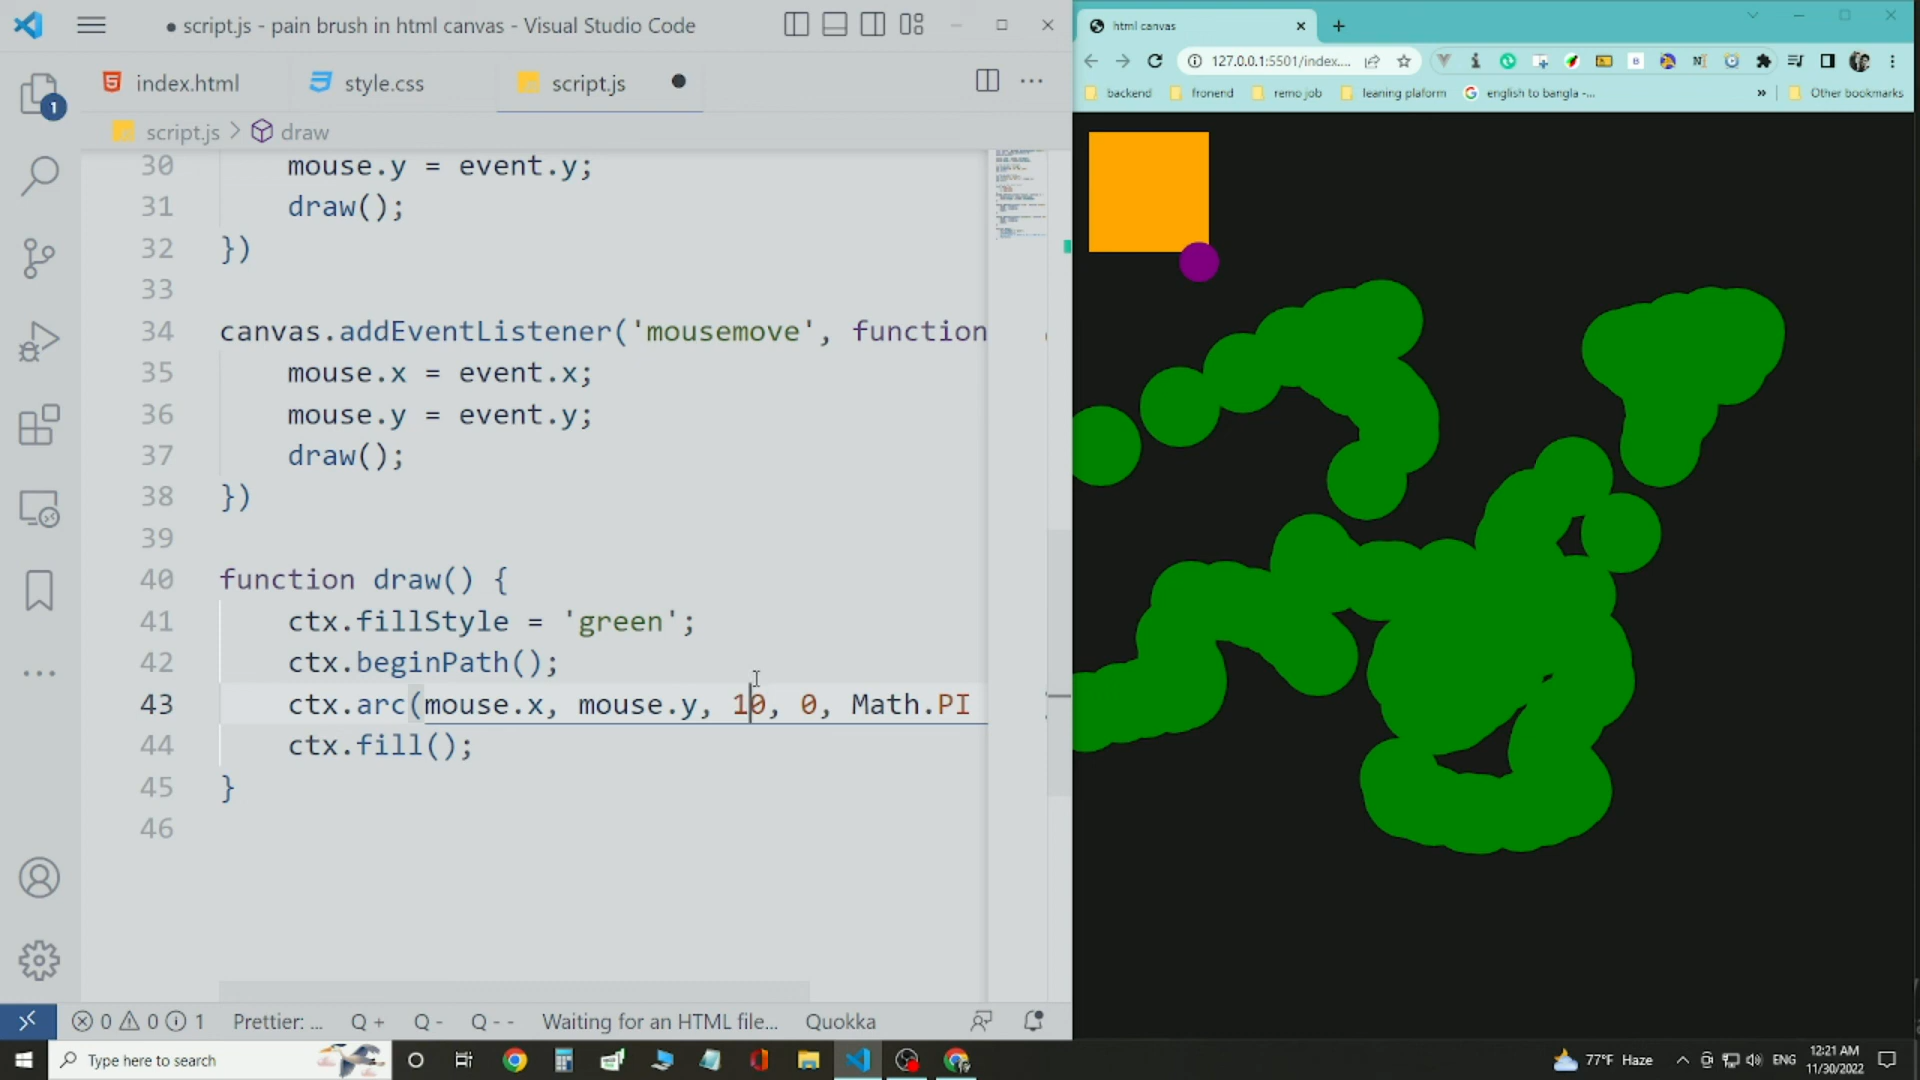 script.js - pain brush in html canvas - Visual Studio Code
index.html
style.css
script.js
script.js > draw
30 mouse.y = event.y;
31 draw();
32 })
33
34 canvas.addEventListener('mousemove', function
35 mouse.x = event.x;
36 mouse.y = event.y;
37 draw();
38 })
39
40 function draw() {
41 ctx.fillStyle = 'green';
42 ctx.beginPath();
43 ctx.arc(mouse.x, mouse.y, 10, 0, Math.PI
44 ctx.fill();
45 }
46
1
0 0 1 Prettier: ... Q + Q - Q - - Waiting for an HTML file... Quokka
html canvas
127.0.0.1:5501/index....
backend fronend remo job leaning plaform english to bangla -... » Other bookmarks
Type here to search
77°F Haze
ENG
12:21 AM
11/30/2022